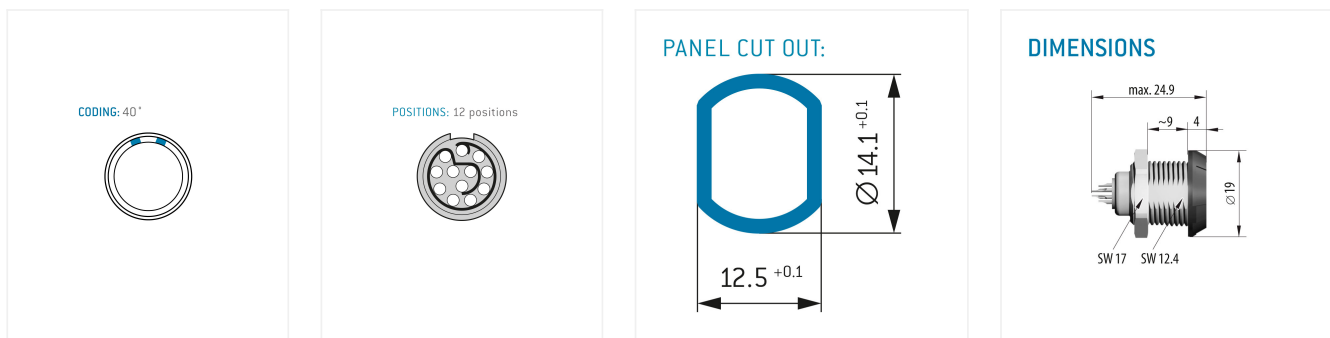 CODING: 40°
POSITIONS: 12 positions
PANEL CUT OUT:
Ø 14.1 +0.1
12.5 +0.1
DIMENSIONS
max. 24.9
~9
4
Ø19
SW 17
SW 12.4